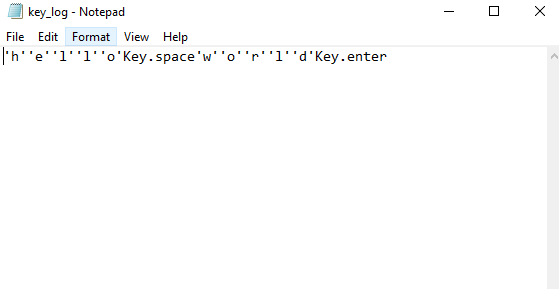 key_log - Notepad
File Edit Format View Help
'h''e''l''l''o'Key.space'w''o''r''l''d'Key.enter